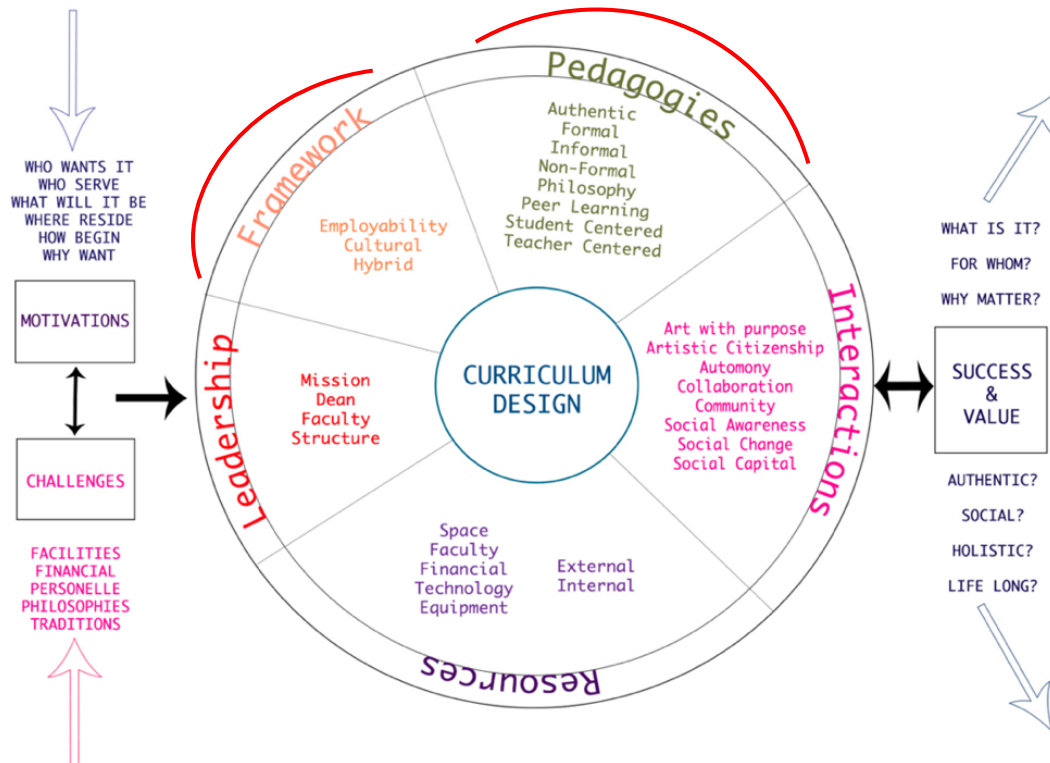 WHO WANTS IT
WHO SERVE
WHAT WILL IT BE
WHERE RESIDE
HOW BEGIN
WHY WANT
MOTIVATIONS
CHALLENGES
FACILITIES
FINANCIAL
PERSONELLE
PHILOSOPHIES
TRADITIONS
Framework
Employability
Cultural
Hybrid
Pedagogies
Authentic
Formal
Informal
Non-Formal
Philosophy
Peer Learning
Student Centered
Teacher Centered
Leadership
Mission
Dean
Faculty
Structure
CURRICULUM
DESIGN
Interactions
Art with purpose
Artistic Citizenship
Automony
Collaboration
Community
Social Awareness
Social Change
Social Capital
Space
Faculty
Financial
Technology
Equipment
External
Internal
Resources
WHAT IS IT?
FOR WHOM?
WHY MATTER?
SUCCESS
&
VALUE
AUTHENTIC?
SOCIAL?
HOLISTIC?
LIFE LONG?